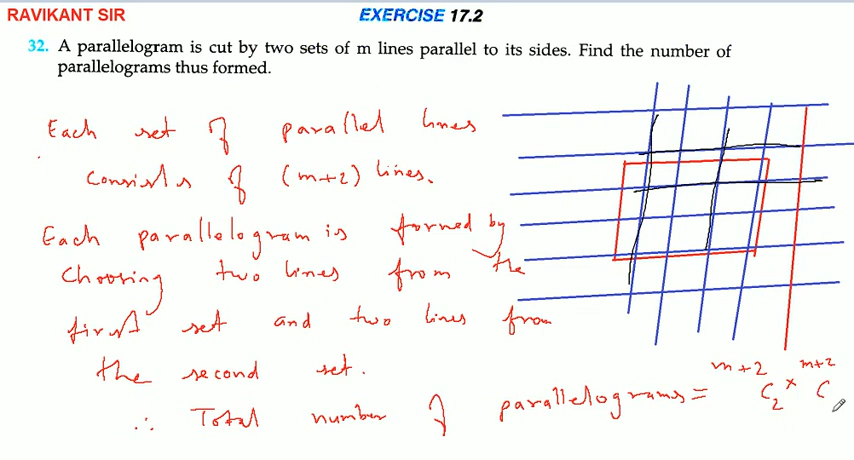 RAVIKANT SIR
EXERCISE 17.2
32. A parallelogram is cut by two sets of m lines parallel to its sides. Find the number of
parallelograms thus formed.
Each set of parallel lines
consists of (m+2) lines.
Each parallelogram is formed by
choosing two lines from the
first set and two lines from
the second set.
∴ Total number of parallelograms = ᵐ⁺²C₂ × ᵐ⁺²C